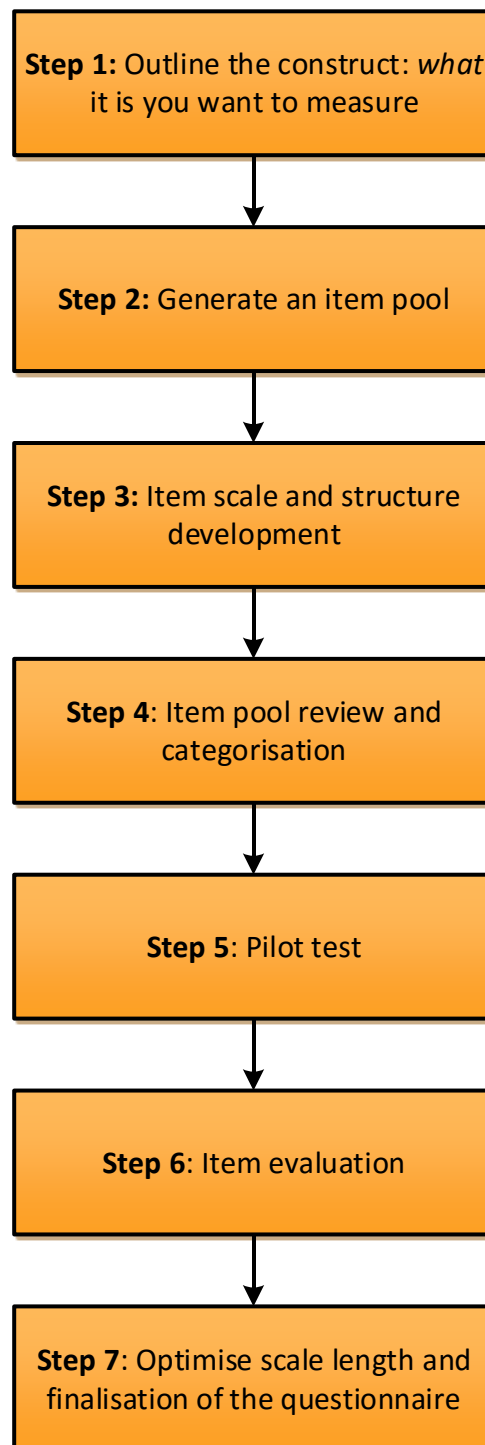 Step 1: Outline the construct: what
it is you want to measure
Step 2: Generate an item pool
Step 3: Item scale and structure
development
Step 4: Item pool review and
categorisation
Step 5: Pilot test
Step 6: Item evaluation
Step 7: Optimise scale length and
finalisation of the questionnaire